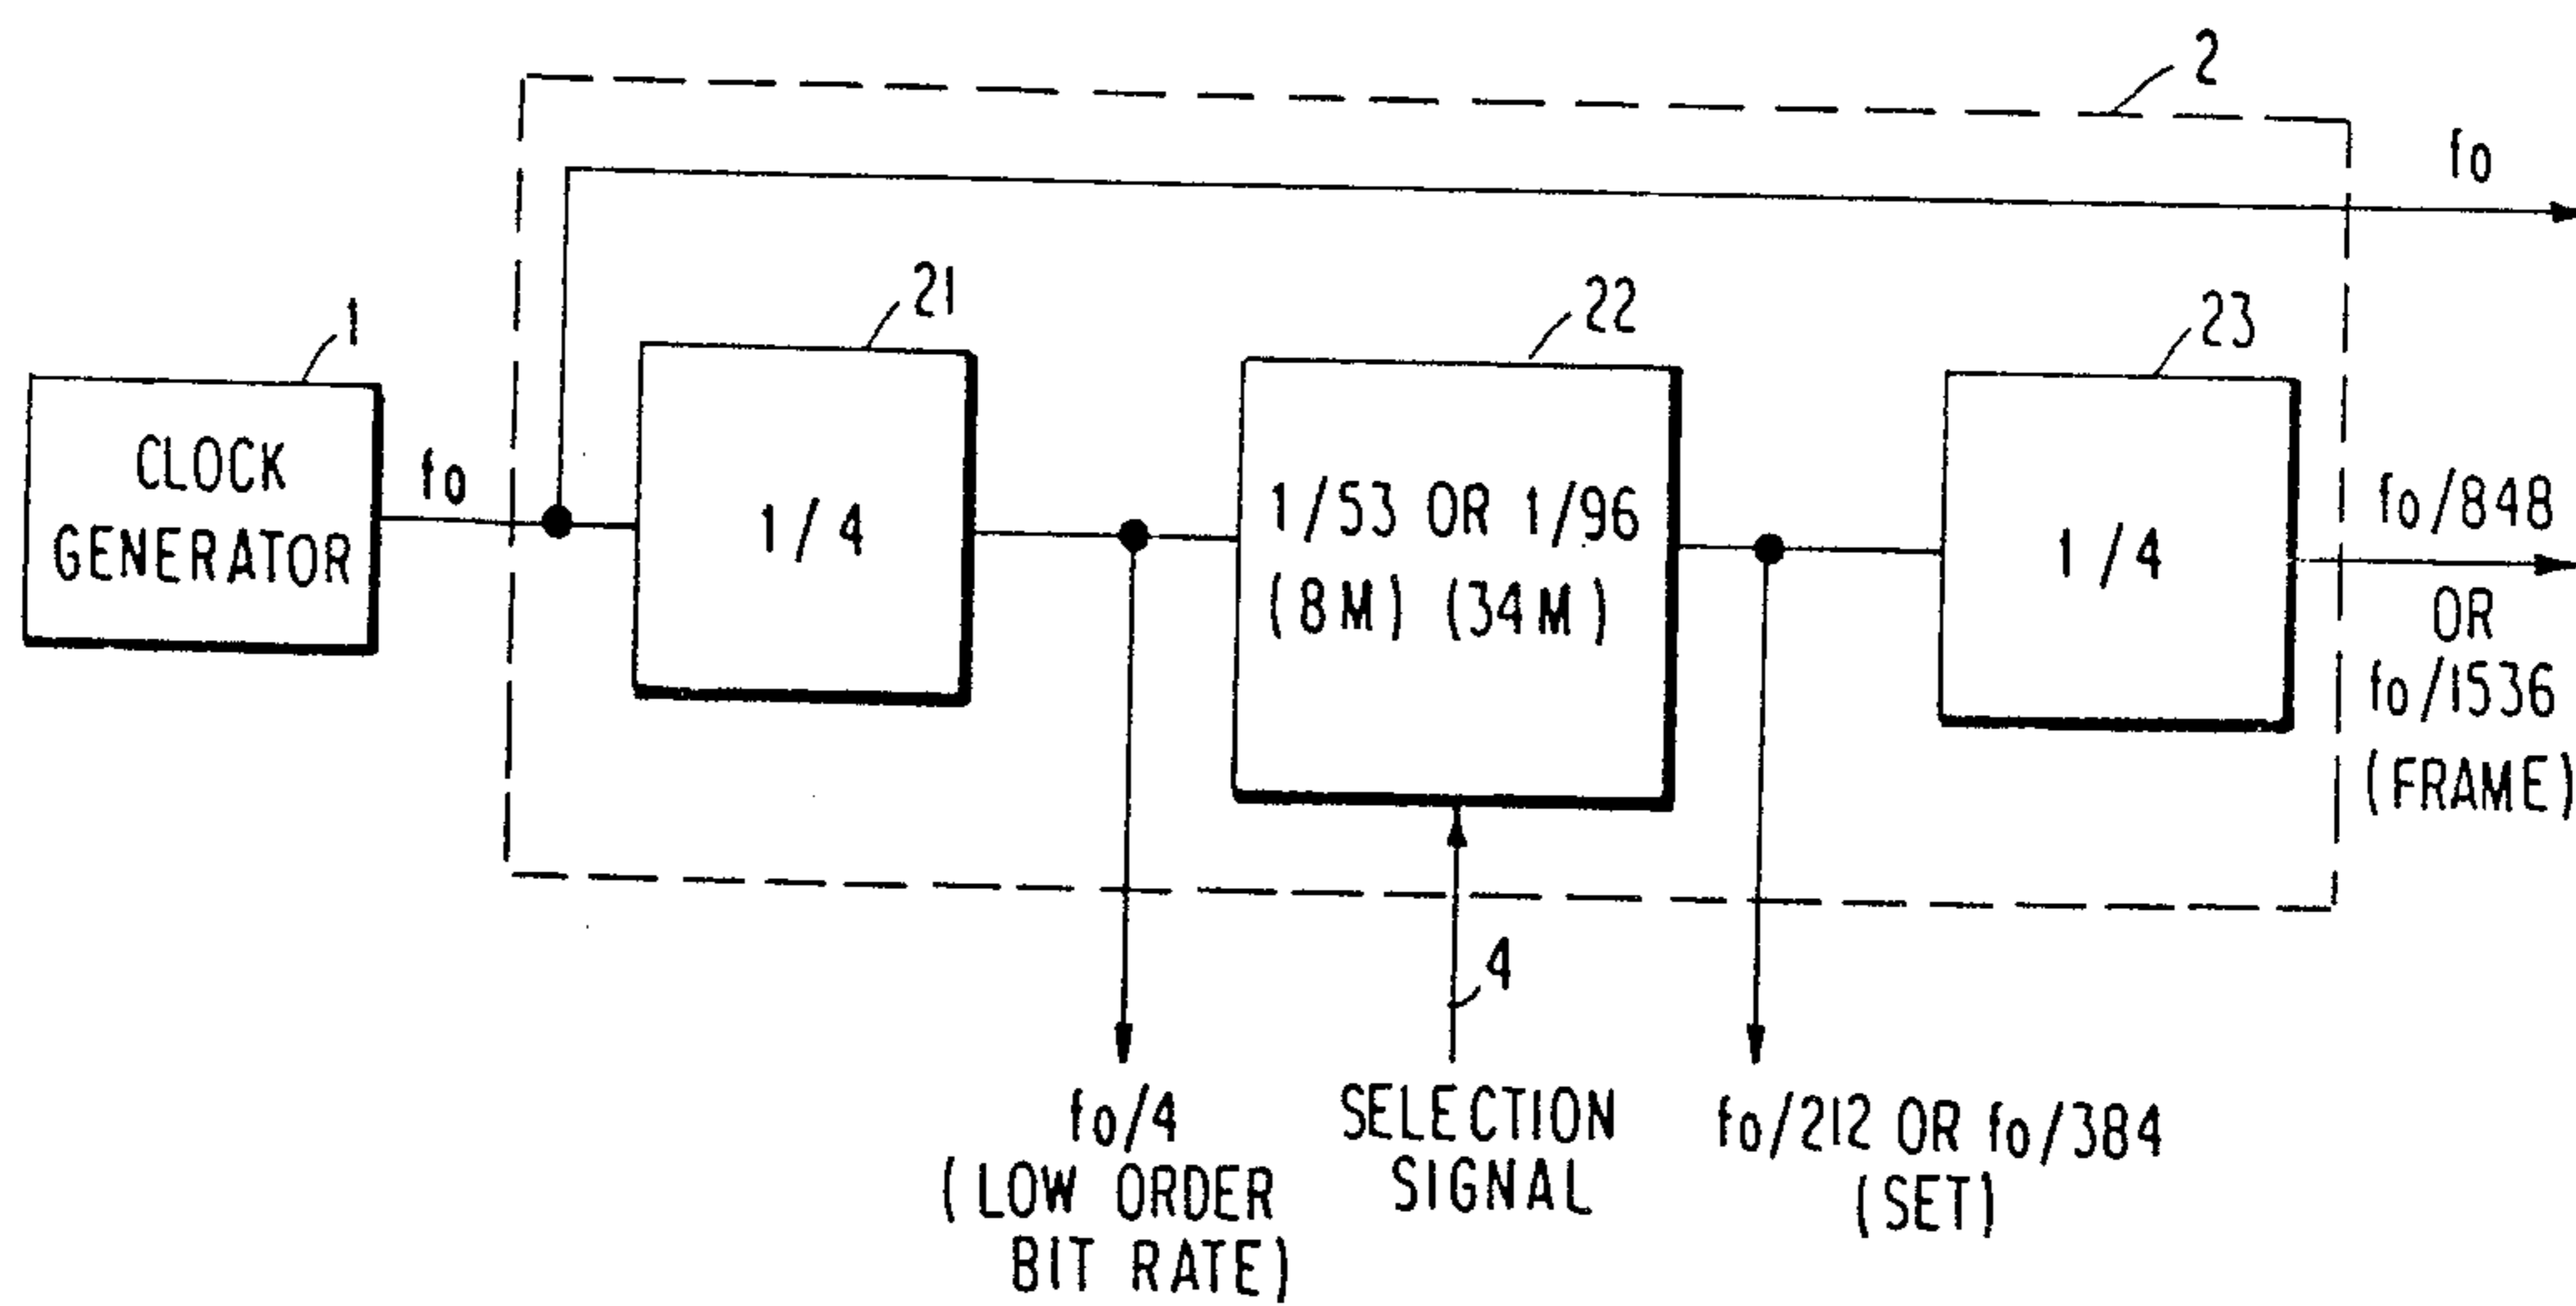 2
fo
1
21
22
23
CLOCK
GENERATOR
fo
1/4
1/53 OR 1/96
(8M) (34M)
1/4
fo/848
OR
fo/1536
(FRAME)
4
fo/4
(LOW ORDER
BIT RATE)
SELECTION
SIGNAL
fo/212 OR fo/384
(SET)